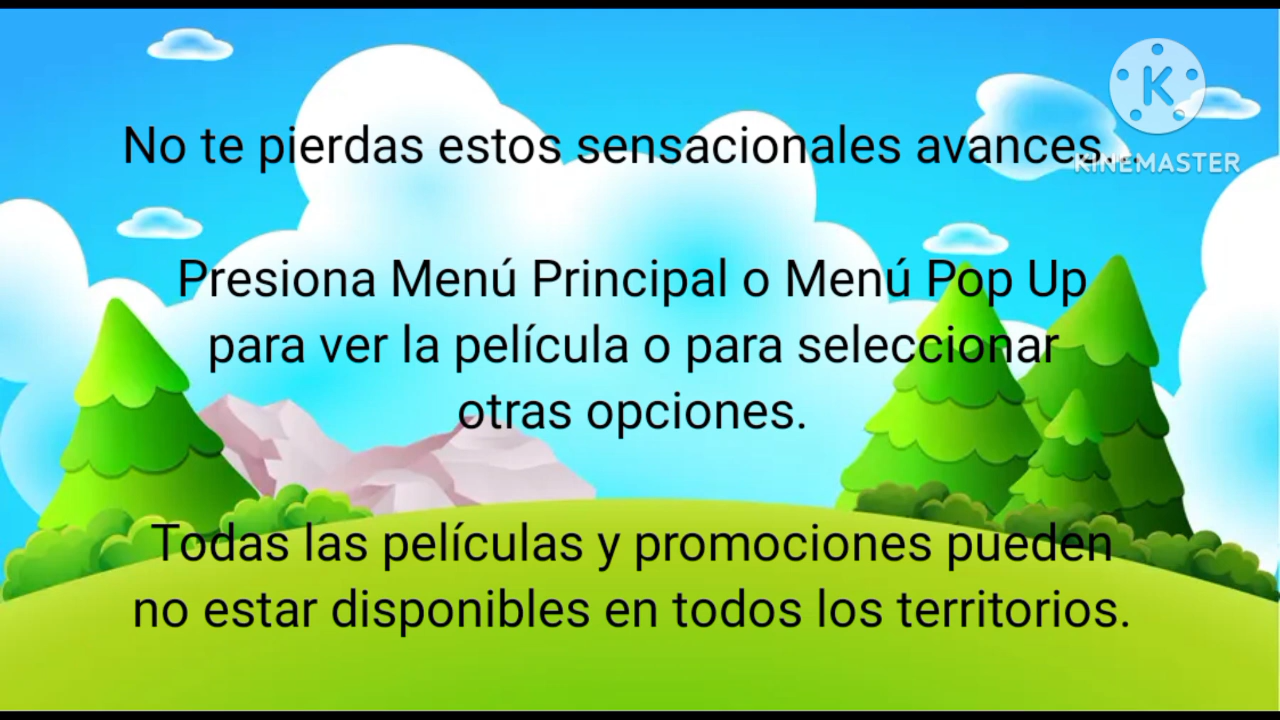 No te pierdas estos sensacionales avances.
K
KINEMASTER
Presiona Menú Principal o Menú Pop Up
para ver la película o para seleccionar
otras opciones.
Todas las películas y promociones pueden
no estar disponibles en todos los territorios.